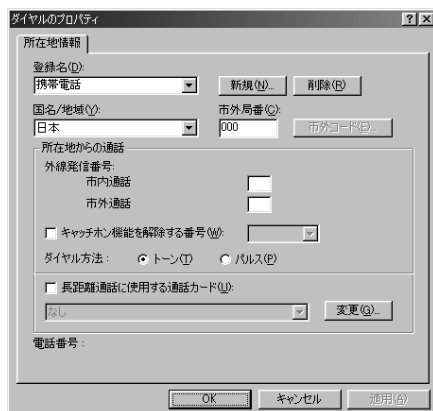 ダイヤルのプロパティ
所在地情報
登録名(D):
携帯電話 新規(N)... 削除(R)
国名/地域(Y): 市外局番(C):
日本 000 市外コード(E)...
所在地からの通話
外線発信番号:
市内通話
市外通話
キャッチホン機能を解除する番号(W):
ダイヤル方法: トーン(T) パルス(P)
長距離通話に使用する通話カード(U):
なし 変更(G)...
電話番号:
OK キャンセル 適用(A)